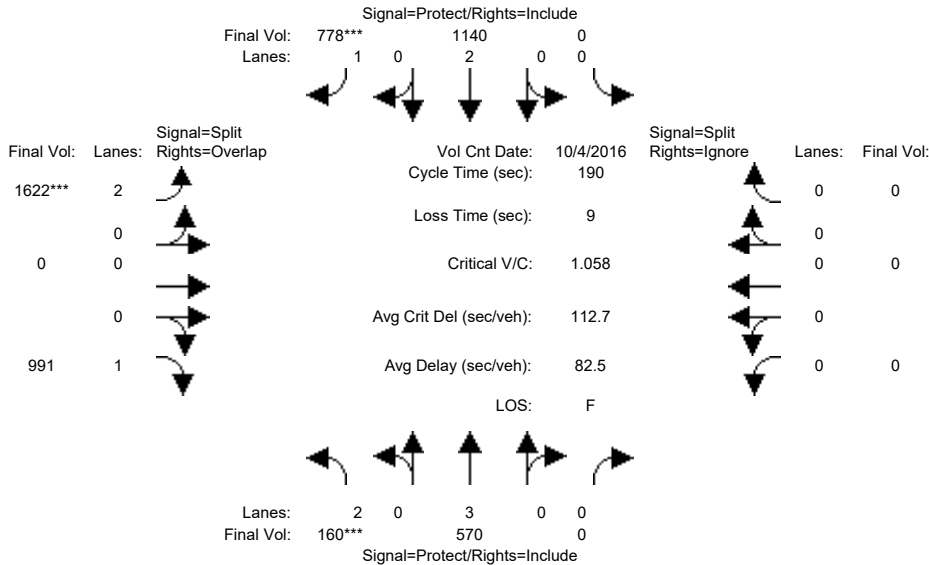 Signal=Protect/Rights=Include
Final Vol: 778*** 1140 0
Lanes: 1 0 2 0 0
Signal=Split Signal=Split
Final Vol: Lanes: Rights=Overlap Vol Cnt Date: 10/4/2016 Rights=Ignore Lanes: Final Vol:
Cycle Time (sec): 190
1622*** 2 0 0
Loss Time (sec): 9
0 0
0 0 Critical V/C: 1.058 0 0
0 Avg Crit Del (sec/veh): 112.7 0
991 1 Avg Delay (sec/veh): 82.5 0 0
LOS: F
Lanes: 2 0 3 0 0
Final Vol: 160*** 570 0
Signal=Protect/Rights=Include